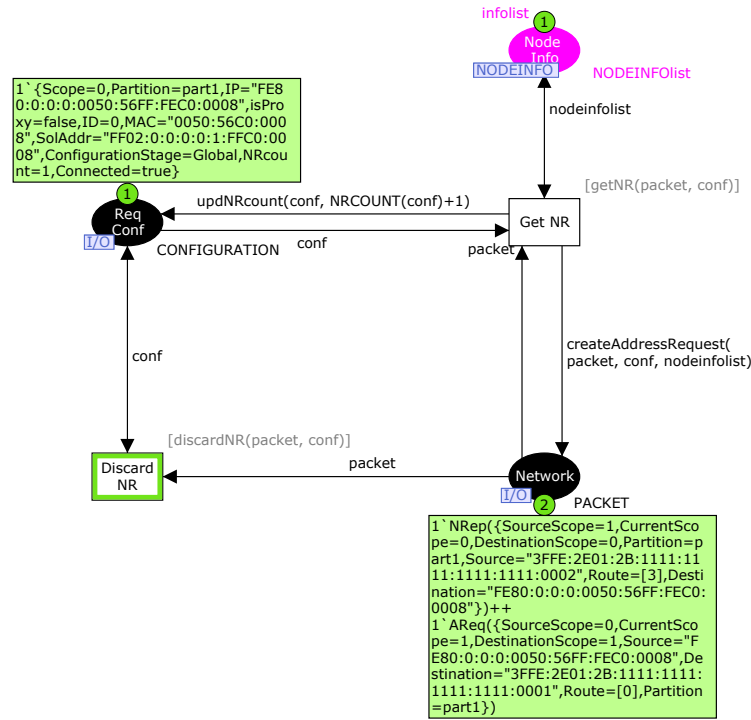 infolist
1
Node
Info
NODEINFO
NODEINFOlist
1`{Scope=0,Partition=part1,IP="FE8
0:0:0:0:0050:56FF:FEC0:0008",isPro
xy=false,ID=0,MAC="0050:56C0:000
8",SolAddr="FF02:0:0:0:0:1:FFC0:00
08",ConfigurationStage=Global,NRcou
nt=1,Connected=true}
nodeinfolist
[getNR(packet, conf)]
1
updNRcount(conf, NRCOUNT(conf)+1)
Req
Conf
Get NR
I/O
CONFIGURATION
conf
packet
createAddressRequest(
packet, conf, nodeinfolist)
conf
[discardNR(packet, conf)]
packet
Discard
NR
Network
I/O
2
PACKET
1`NRep({SourceScope=1,CurrentSco
pe=0,DestinationScope=0,Partition=p
art1,Source="3FFE:2E01:2B:1111:11
11:1111:1111:0002",Route=[3],Desti
nation="FE80:0:0:0:0050:56FF:FEC0:
0008"})++
1`AReq({SourceScope=0,CurrentSco
pe=1,DestinationScope=1,Source="F
E80:0:0:0:0050:56FF:FEC0:0008",De
stination="3FFE:2E01:2B:1111:1111:
1111:1111:0001",Route=[0],Partition
=part1})